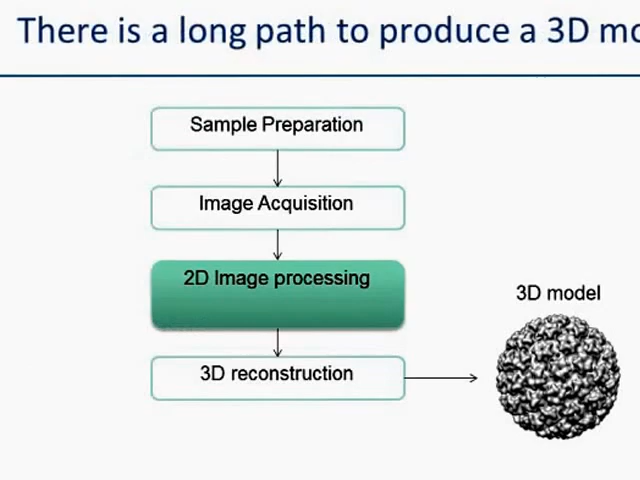 There is a long path to produce a 3D mo
Sample Preparation
Image Acquisition
2D Image processing
3D model
3D reconstruction